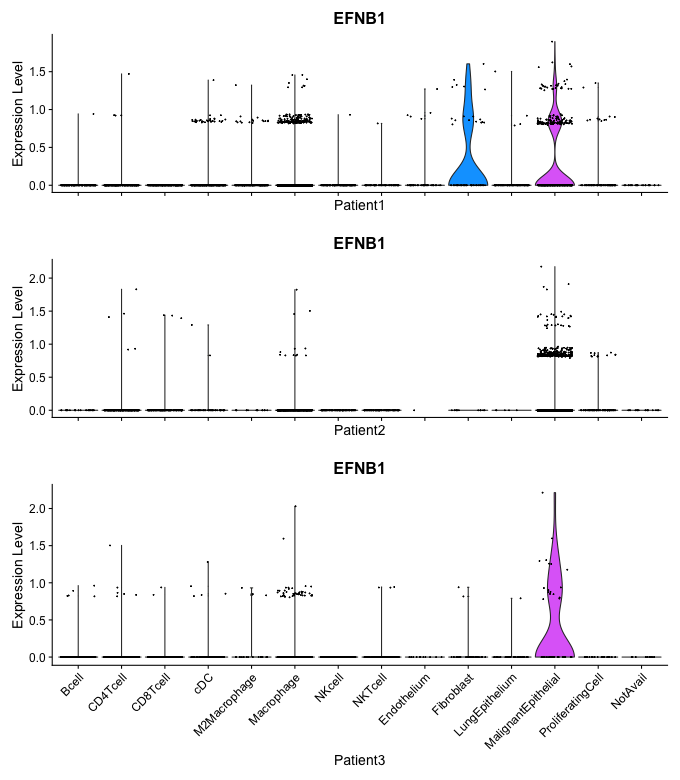 EFNB1
Expression Level
1.5
1.0
0.5
0.0
Patient1
EFNB1
Expression Level
2.0
1.5
1.0
0.5
0.0
Patient2
EFNB1
Expression Level
2.0
1.5
1.0
0.5
0.0
Bcell
CD4Tcell
CD8Tcell
cDC
M2Macrophage
Macrophage
NKcell
NKTcell
Endothelium
Fibroblast
LungEpithelium
MalignantEpithelial
ProliferatingCell
NotAvail
Patient3